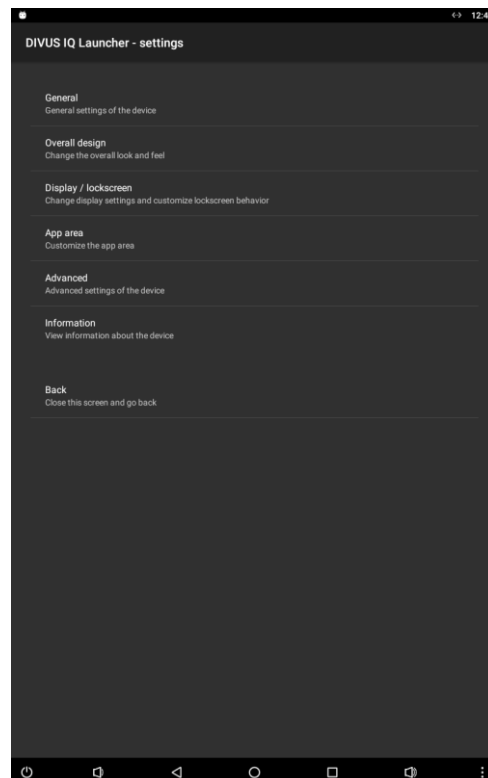 DIVUS IQ Launcher - settings
General
General settings of the device
Overall design
Change the overall look and feel
Display / lockscreen
Change display settings and customize lockscreen behavior
App area
Customize the app area
Advanced
Advanced settings of the device
Information
View information about the device
Back
Close this screen and go back